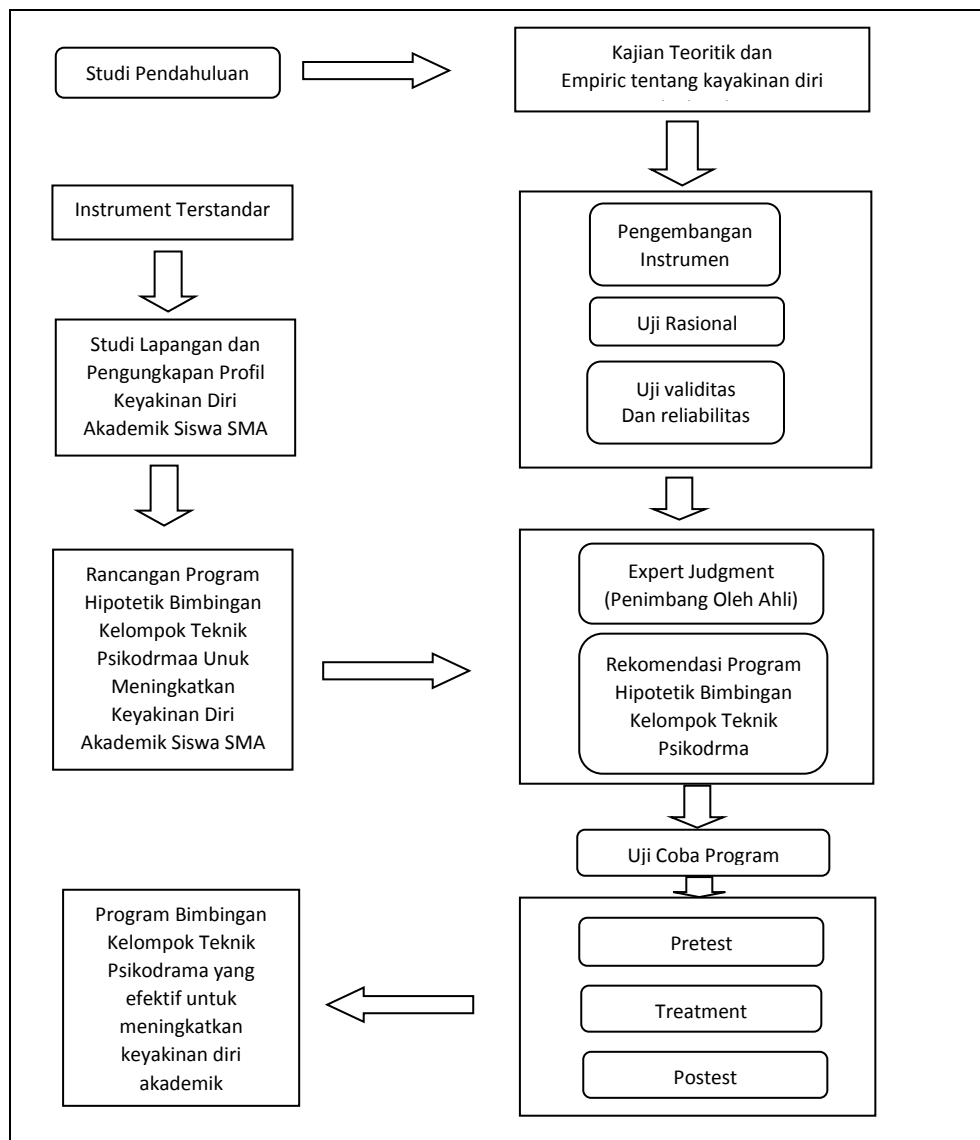 Studi Pendahuluan
Kajian Teoritik dan
Empiric tentang kayakinan diri
Instrument Terstandar
Pengembangan
Instrumen
Uji Rasional
Uji validitas
Dan reliabilitas
Studi Lapangan dan
Pengungkapan Profil
Keyakinan Diri
Akademik Siswa SMA
Rancangan Program
Hipotetik Bimbingan
Kelompok Teknik
Psikodrmaa Unuk
Meningkatkan
Keyakinan Diri
Akademik Siswa SMA
Expert Judgment
(Penimbang Oleh Ahli)
Rekomendasi Program
Hipotetik Bimbingan
Kelompok Teknik
Psikodrma
Uji Coba Program
Pretest
Treatment
Postest
Program Bimbingan
Kelompok Teknik
Psikodrama yang
efektif untuk
meningkatkan
keyakinan diri
akademik